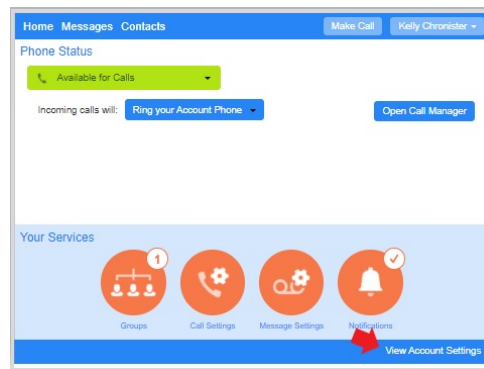 Home Messages Contacts Make Call Kelly Chronister
Phone Status
Available for Calls
Incoming calls will: Ring your Account Phone Open Call Manager
Your Services
1
Groups Call Settings Message Settings Notifications
View Account Settings